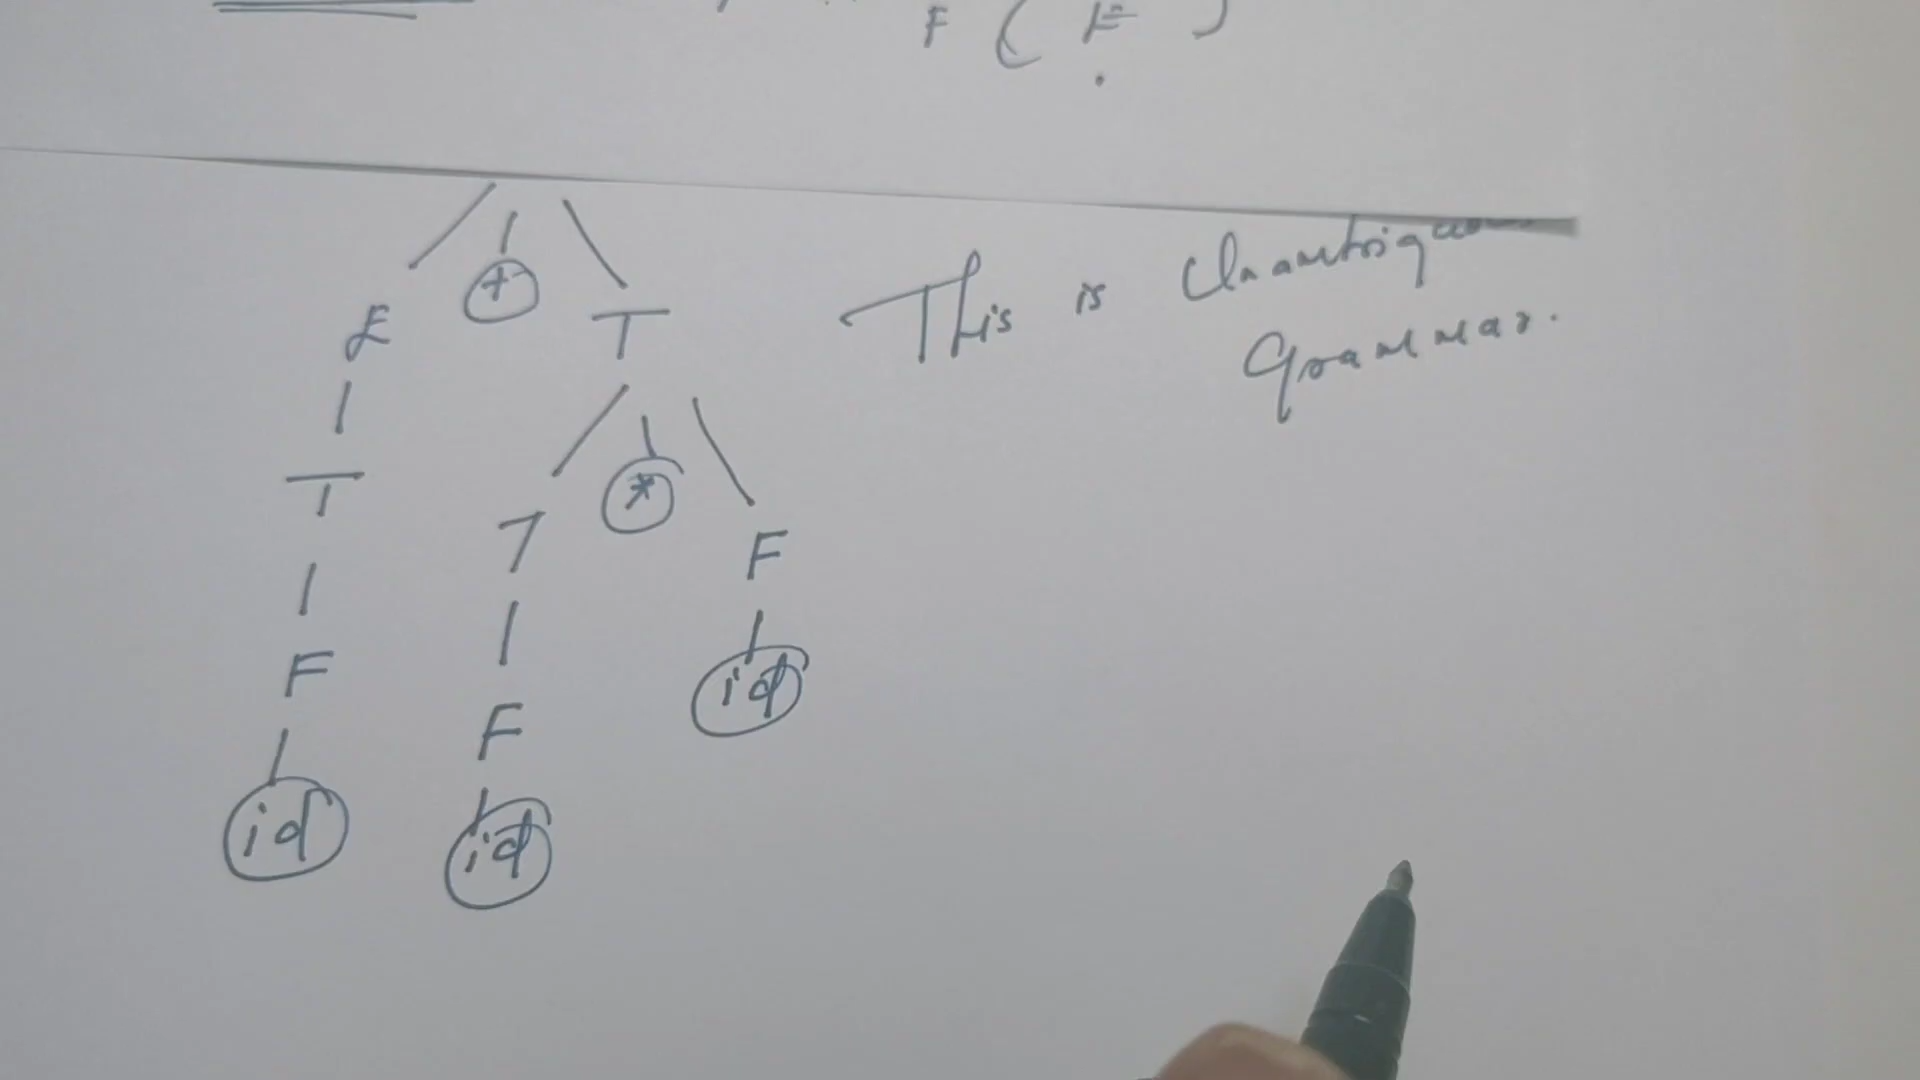 F ( E )
+
E T This is Unambiguous
Grammar.
T T * F
F F id
id id